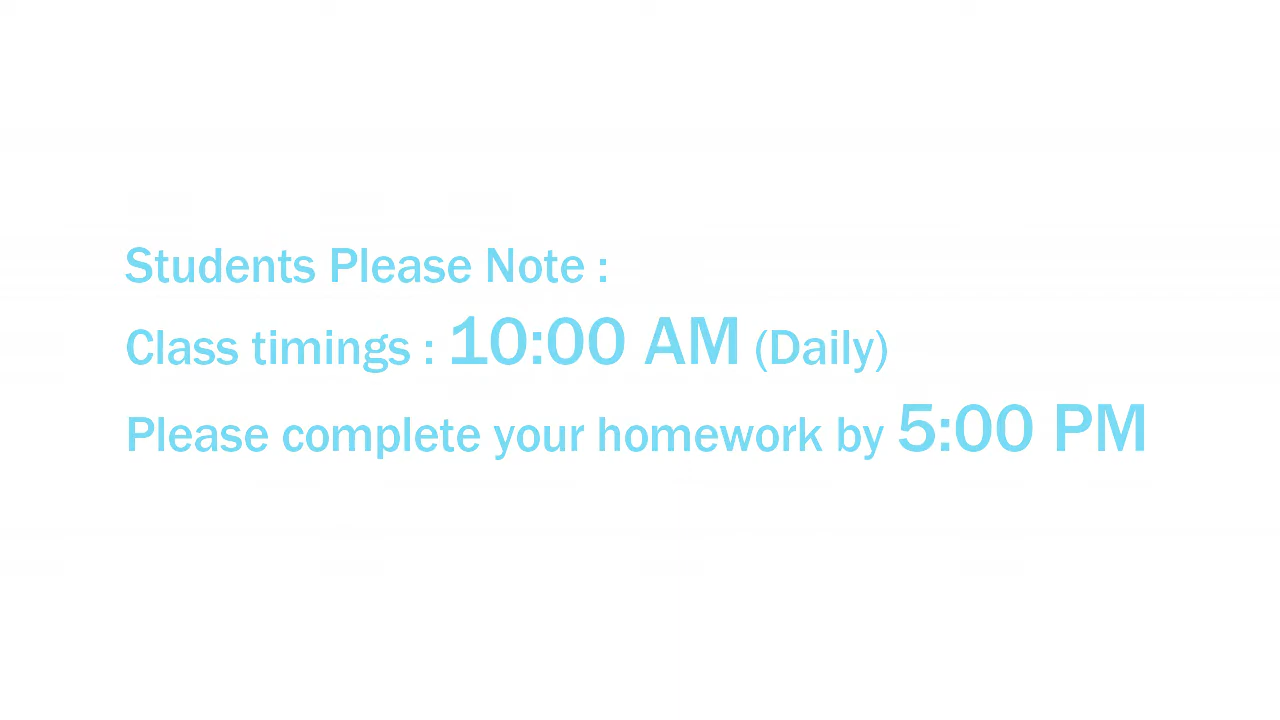 Students Please Note :
Class timings : 10:00 AM (Daily)
Please complete your homework by 5:00 PM